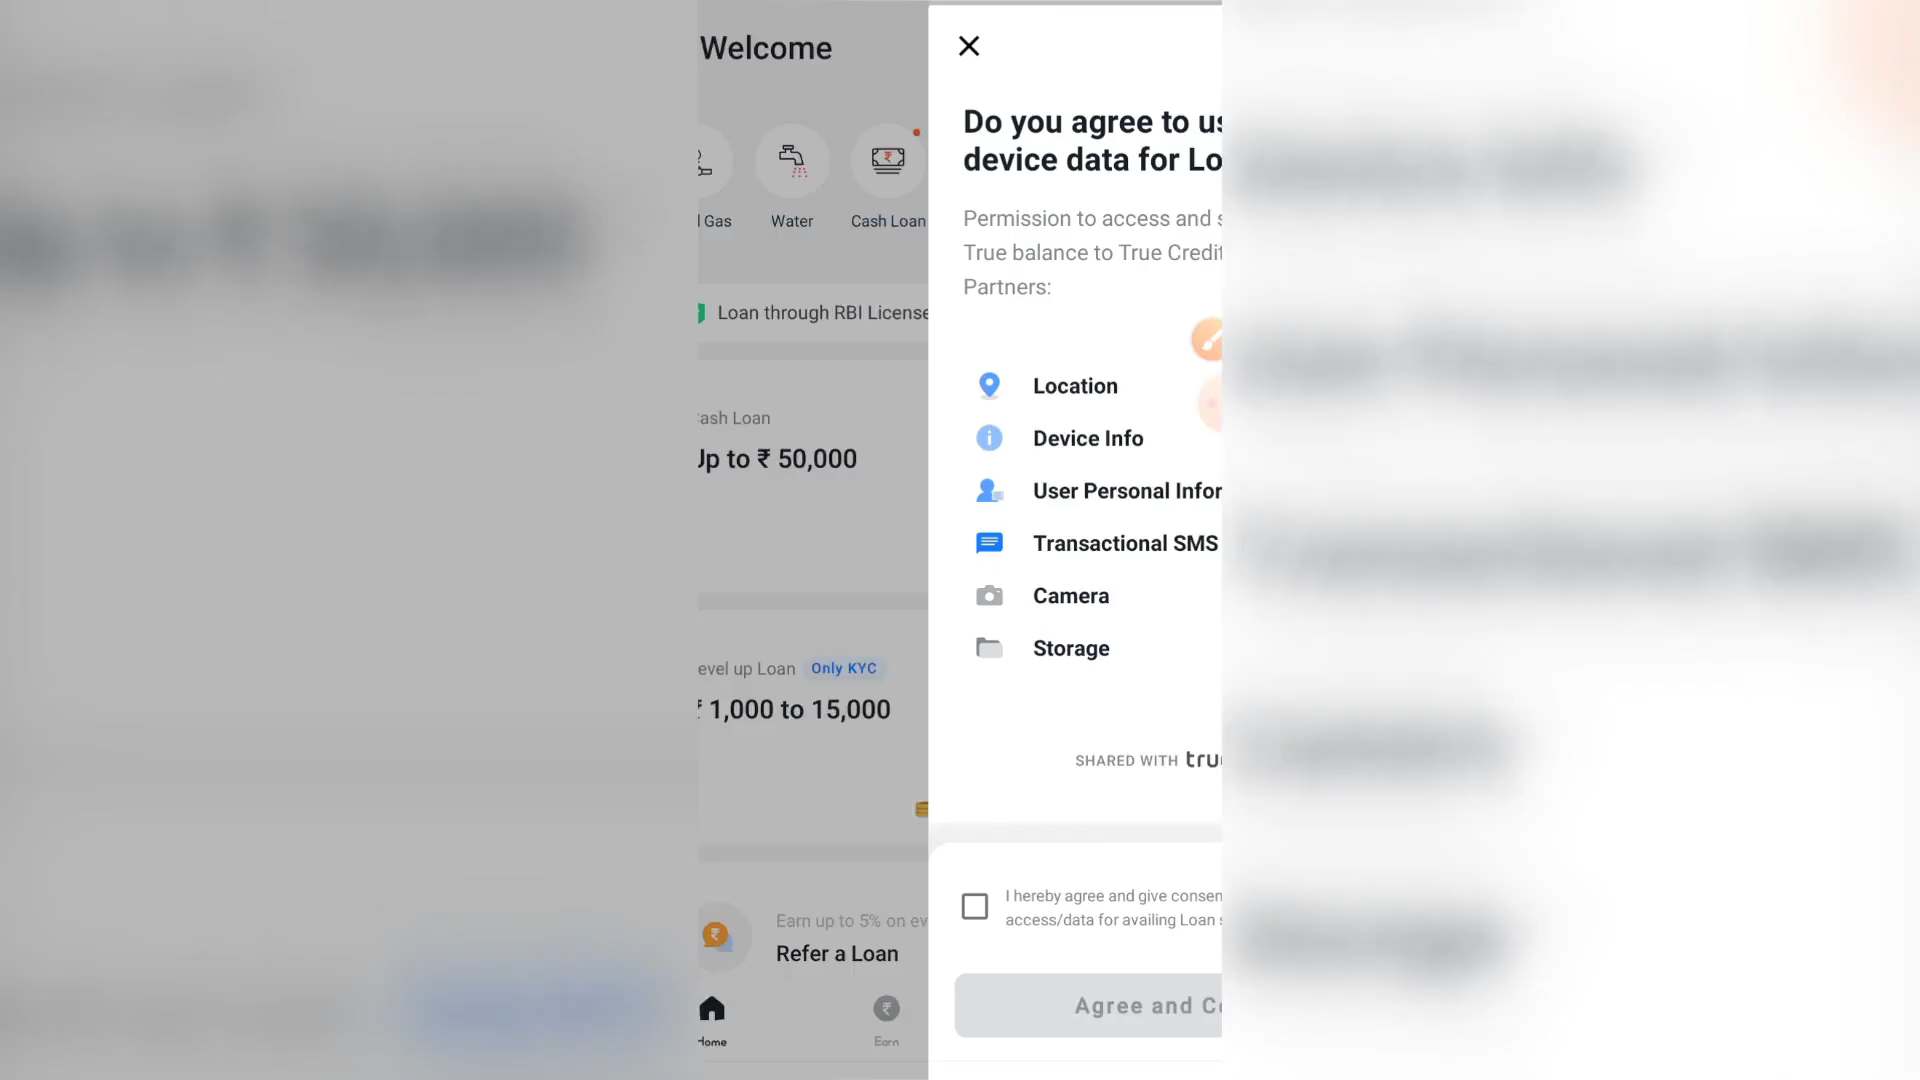 Welcome
Gas
Water
Cash Loan
Loan through RBI License
ash Loan
Up to ₹ 50,000
evel up Loan
Only KYC
₹ 1,000 to 15,000
Earn up to 5% on ev
Refer a Loan
Home
Earn
Do you agree to us
device data for Lo
Permission to access and s
True balance to True Credit
Partners:
Location
Device Info
User Personal Infor
Transactional SMS
Camera
Storage
SHARED WITH true
I hereby agree and give consen
access/data for availing Loan s
Agree and Co